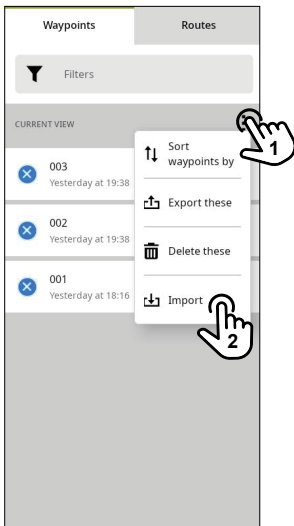 Waypoints Routes
Filters
CURRENT VIEW
1
Sort
waypoints by
003
Yesterday at 19:38
Export these
002
Yesterday at 19:38
Delete these
001
Yesterday at 18:16
Import
2